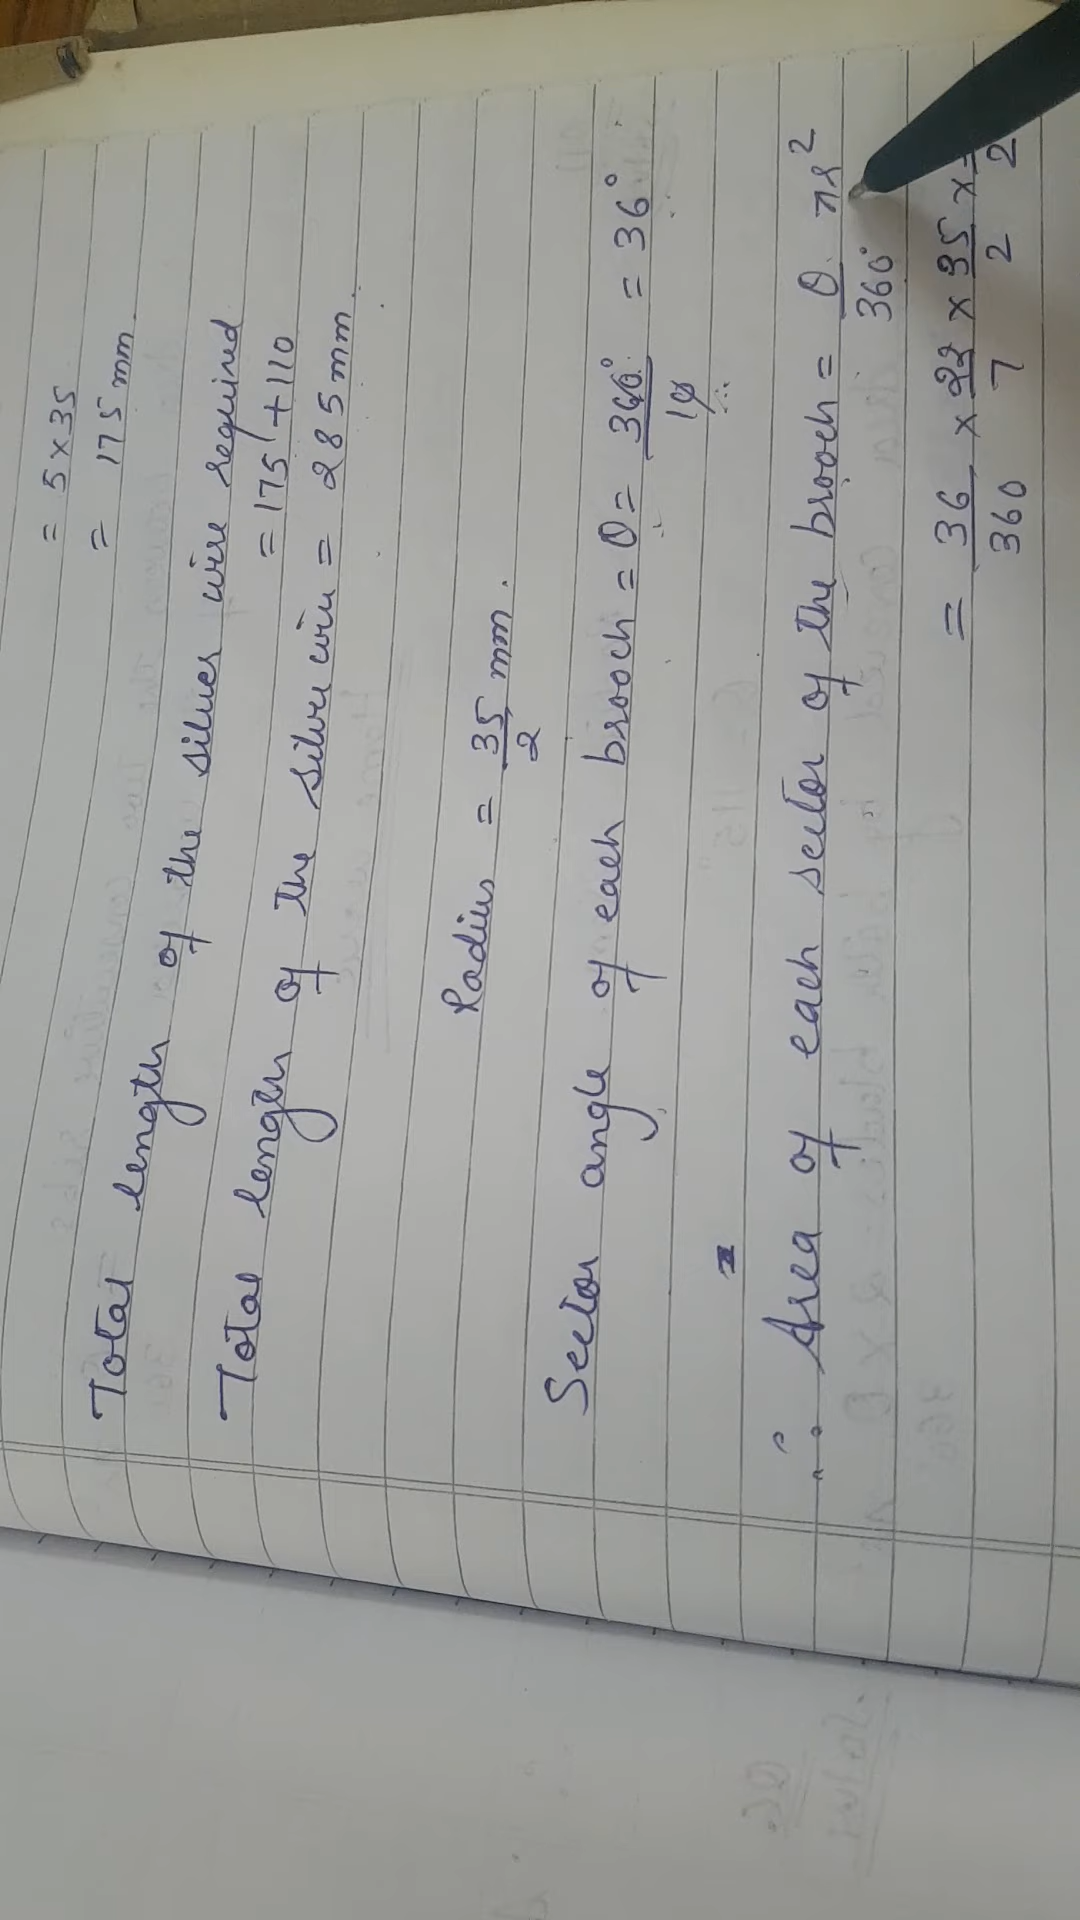 = 5 x 35
= 175 mm
Total length of the silver wire required
= 175 + 110
Total length of the silver wire = 285 mm
Radius = 35/2 mm.
Sector angle of each brooch = θ = 360°/10 = 36°
=
∴ Area of each sector of the brooch = θ/360° πr²
= 36/360 x 22/7 x 35/2 x /2